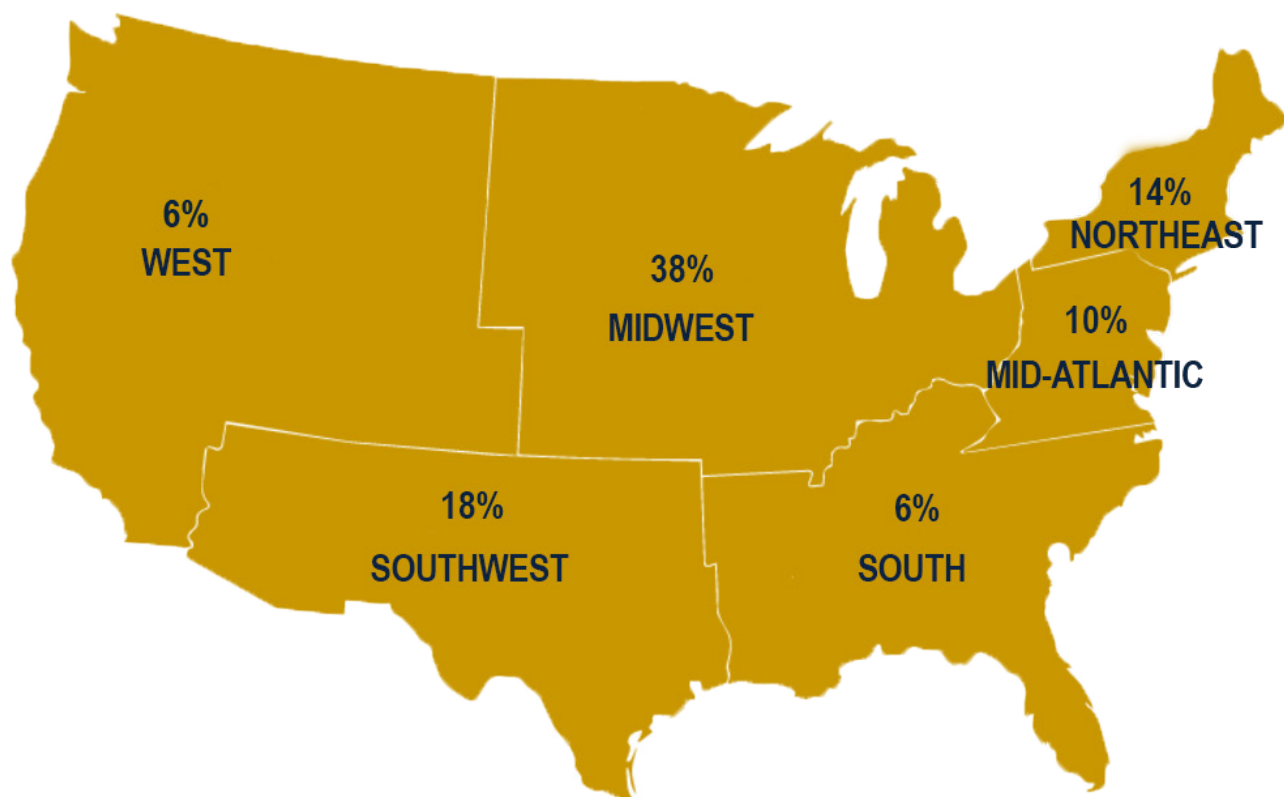 6%
WEST
38%
MIDWEST
14%
NORTHEAST
10%
MID-ATLANTIC
18%
SOUTHWEST
6%
SOUTH